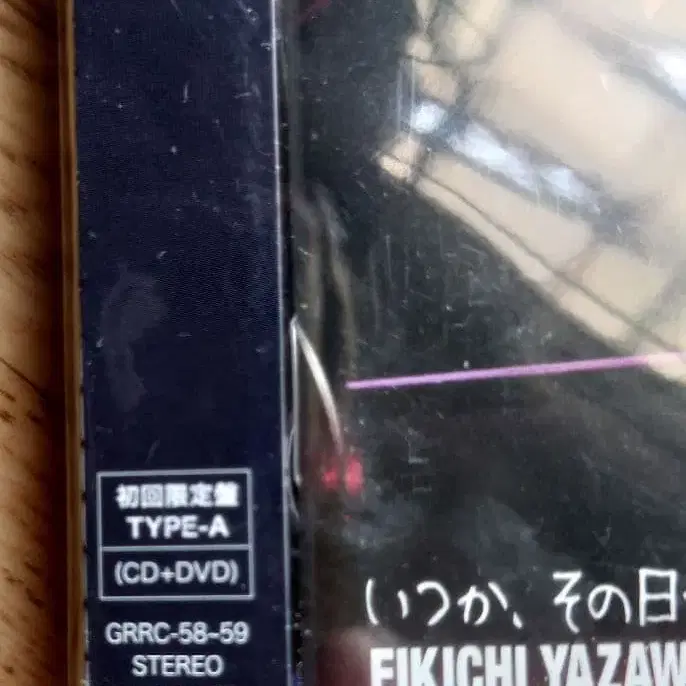 初回限定盤
TYPE-A
(CD+DVD)
GRRC-58~59
STEREO
いつか、その日
EIKICHI YAZAW